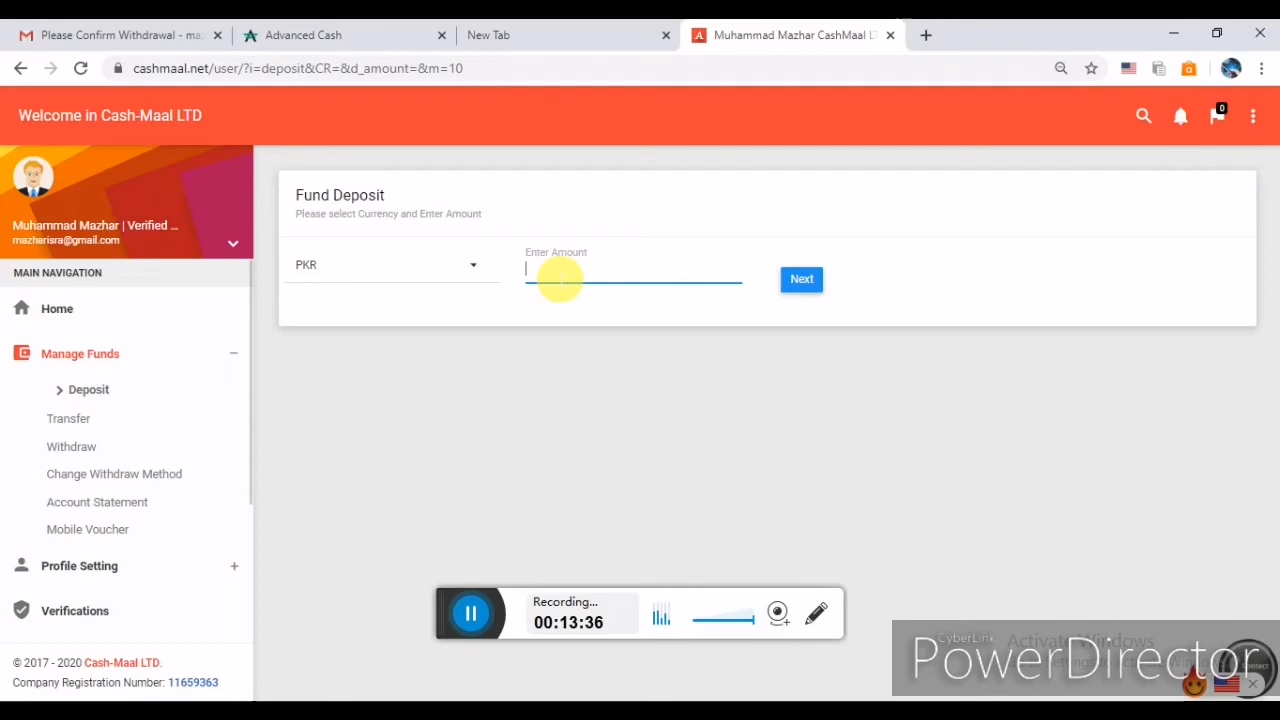 Please Confirm Withdrawal - ma
Advanced Cash
New Tab
Muhammad Mazhar CashMaal LT
cashmaal.net/user/?i=deposit&CR=&d_amount=&m=10
Welcome in Cash-Maal LTD
0
Muhammad Mazhar | Verified ...
mazharisra@gmail.com
MAIN NAVIGATION
Home
Manage Funds
Deposit
Transfer
Withdraw
Change Withdraw Method
Account Statement
Mobile Voucher
Profile Setting
Verifications
© 2017 - 2020 Cash-Maal LTD.
Company Registration Number: 11659363
Fund Deposit
Please select Currency and Enter Amount
PKR
Enter Amount
Next
Recording...
00:13:36
Activate Windows
CyberLink
PowerDirector